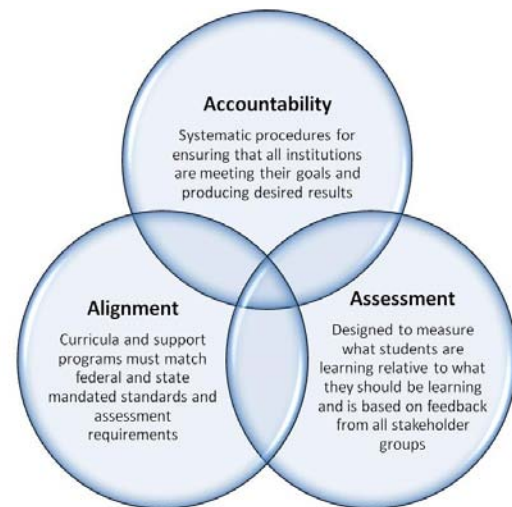 Accountability
Systematic procedures for
ensuring that all institutions
are meeting their goals and
producing desired results
Alignment
Curricula and support
programs must match
federal and state
mandated standards and
assessment
requirements
Assessment
Designed to measure
what students are
learning relative to what
they should be learning
and is based on feedback
from all stakeholder
groups